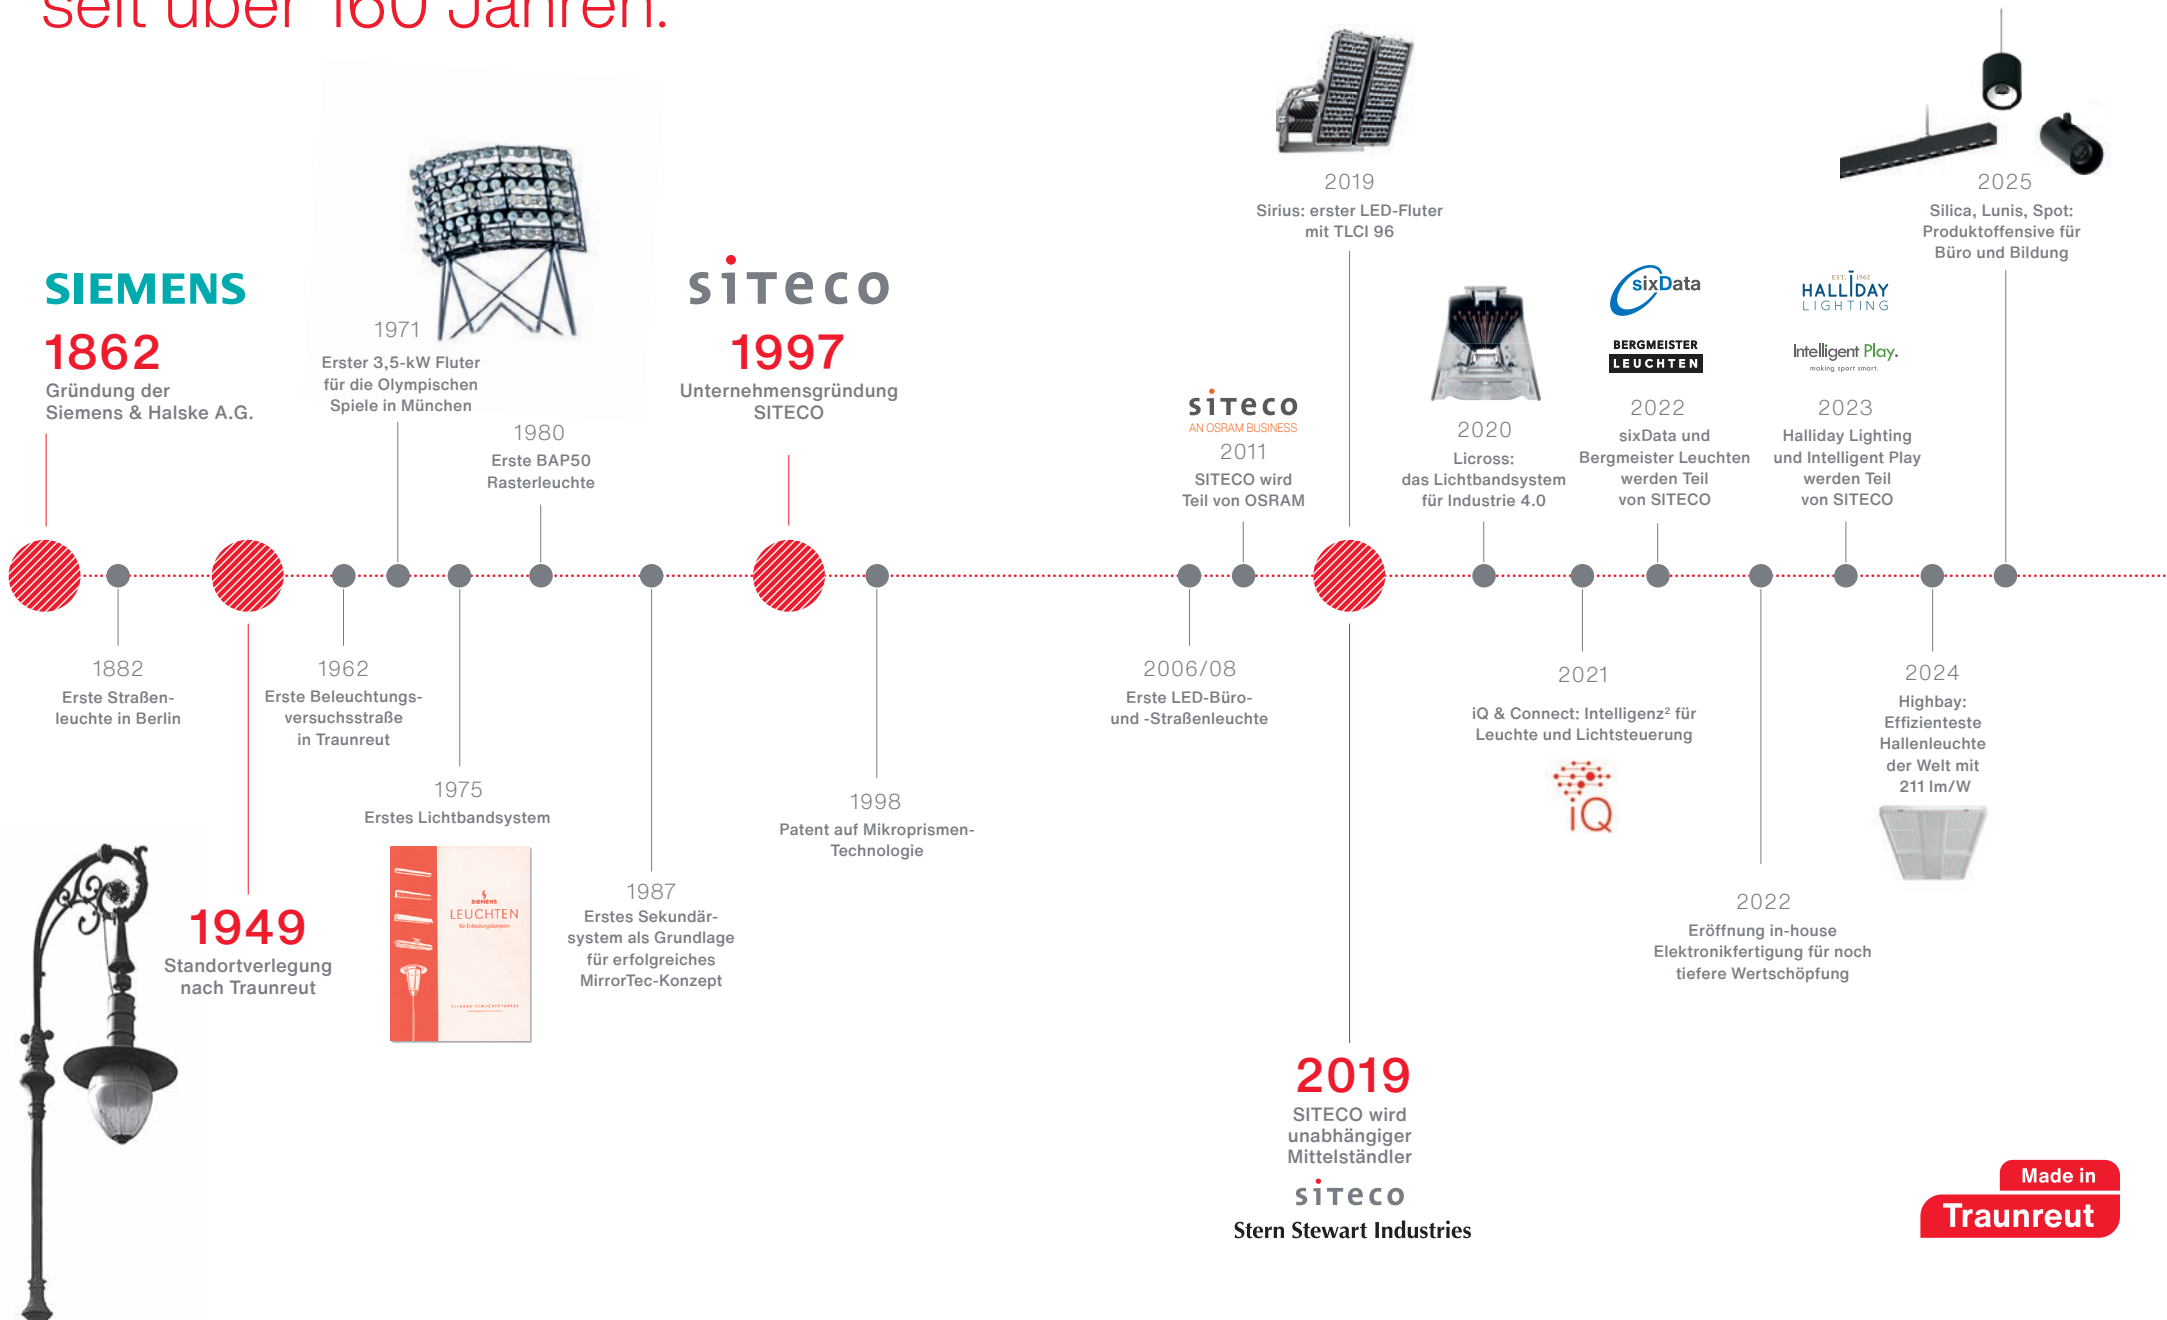 seit über 160 Jahren.
SIEMENS
1862
Gründung der
Siemens & Halske A.G.
1882
Erste Straßen-
leuchte in Berlin
1949
Standortverlegung
nach Traunreut
1962
Erste Beleuchtungs-
versuchsstraße
in Traunreut
1971
Erster 3,5-kW Fluter
für die Olympischen
Spiele in München
1975
Erstes Lichtbandsystem
SIEMENS
LEUCHTEN
für Entladungslampen
1980
Erste BAP50
Rasterleuchte
1987
Erstes Sekundär-
system als Grundlage
für erfolgreiches
MirrorTec-Konzept
siteco
1997
Unternehmensgründung
SITECO
1998
Patent auf Mikroprismen-
Technologie
2006/08
Erste LED-Büro-
und -Straßenleuchte
siteco
AN OSRAM BUSINESS
2011
SITECO wird
Teil von OSRAM
2019
Sirius: erster LED-Fluter
mit TLCI 96
2019
SITECO wird
unabhängiger
Mittelständler
siteco
Stern Stewart Industries
2020
Licross:
das Lichtbandsystem
für Industrie 4.0
2021
iQ & Connect: Intelligenz² für
Leuchte und Lichtsteuerung
iQ
sixData
BERGMEISTER
LEUCHTEN
2022
sixData und
Bergmeister Leuchten
werden Teil
von SITECO
2022
Eröffnung in-house
Elektronikfertigung für noch
tiefere Wertschöpfung
EST. 1962
HALLIDAY
LIGHTING
Intelligent Play.
making sport smart.
2023
Halliday Lighting
und Intelligent Play
werden Teil
von SITECO
2024
Highbay:
Effizienteste
Hallenleuchte
der Welt mit
211 lm/W
2025
Silica, Lunis, Spot:
Produktoffensive für
Büro und Bildung
Made in
Traunreut